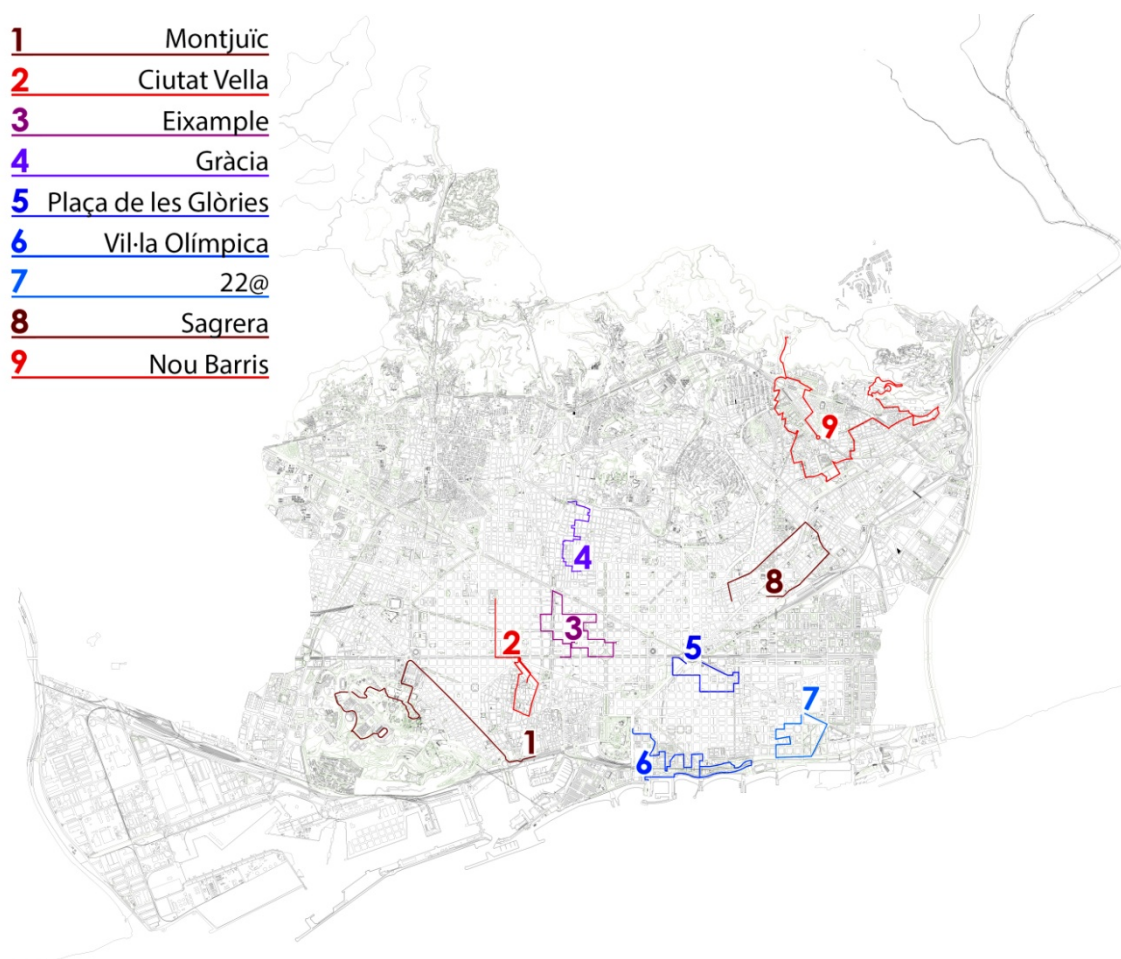 1 Montjuïc
2 Ciutat Vella
3 Eixample
4 Gràcia
5 Plaça de les Glòries
6 Vil·la Olímpica
7 22@
8 Sagrera
9 Nou Barris
9
4
8
3
2
5
7
1
6